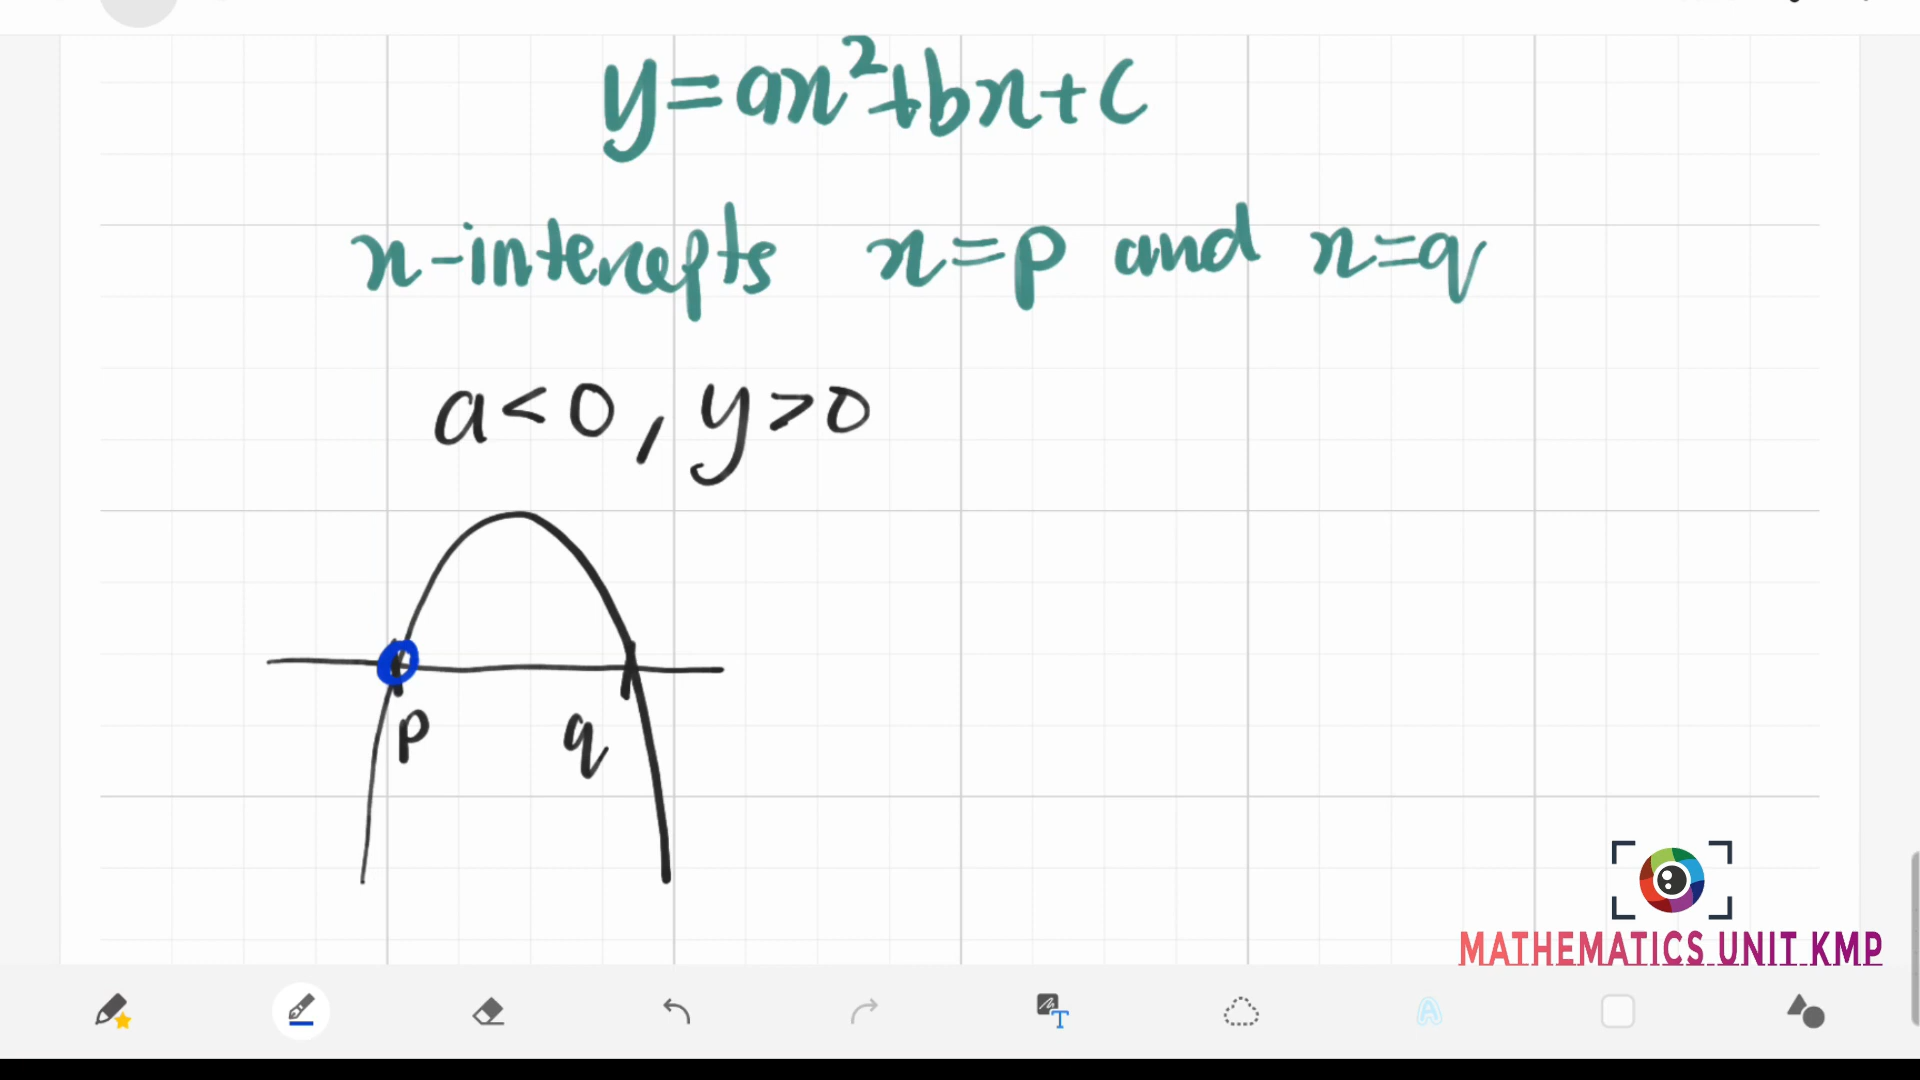 y=ax²+bx+c
x-intercepts x=p and x=q
a<0, y>0
p q
MATHEMATICS UNIT KMP